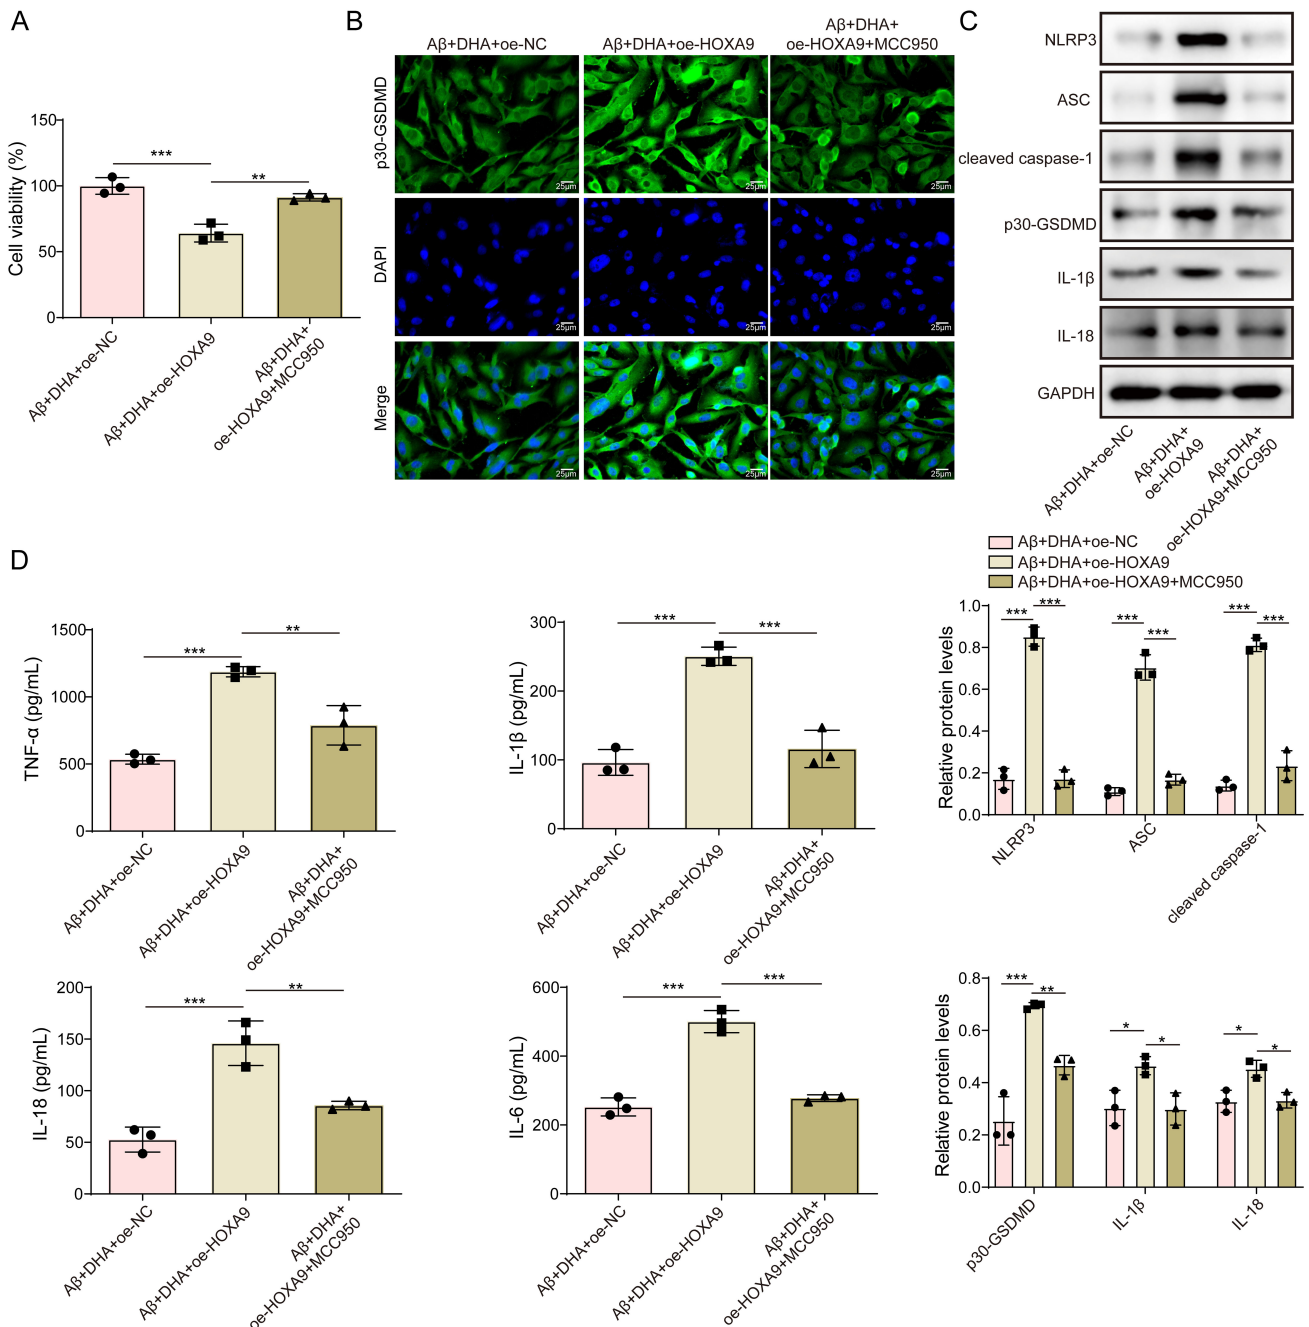 A
Cell viability (%)
150
100
50
0
***
**
Aβ+DHA+oe-NC
Aβ+DHA+oe-HOXA9
Aβ+DHA+
oe-HOXA9+MCC950
B
Aβ+DHA+oe-NC
Aβ+DHA+oe-HOXA9
Aβ+DHA+
oe-HOXA9+MCC950
p30-GSDMD
25μm
25μm
25μm
DAPI
25μm
25μm
25μm
Merge
25μm
25μm
25μm
C
NLRP3
ASC
cleaved caspase-1
p30-GSDMD
IL-1β
IL-18
GAPDH
Aβ+DHA+oe-NC
Aβ+DHA+
oe-HOXA9
Aβ+DHA+
oe-HOXA9+MCC950
Aβ+DHA+oe-NC
Aβ+DHA+oe-HOXA9
Aβ+DHA+oe-HOXA9+MCC950
Relative protein levels
1.0
0.8
0.6
0.4
0.2
0.0
***
***
***
***
***
***
NLRP3
ASC
cleaved caspase-1
Relative protein levels
0.8
0.6
0.4
0.2
0.0
***
**
*
*
*
*
p30-GSDMD
IL-1β
IL-18
D
TNF-α (pg/mL)
1500
1000
500
0
***
**
Aβ+DHA+oe-NC
Aβ+DHA+oe-HOXA9
Aβ+DHA+
oe-HOXA9+MCC950
IL-1β (pg/mL)
300
200
100
0
***
***
Aβ+DHA+oe-NC
Aβ+DHA+oe-HOXA9
Aβ+DHA+
oe-HOXA9+MCC950
IL-18 (pg/mL)
200
150
100
50
0
***
**
Aβ+DHA+oe-NC
Aβ+DHA+oe-HOXA9
Aβ+DHA+
oe-HOXA9+MCC950
IL-6 (pg/mL)
600
400
200
0
***
***
Aβ+DHA+oe-NC
Aβ+DHA+oe-HOXA9
Aβ+DHA+
oe-HOXA9+MCC950